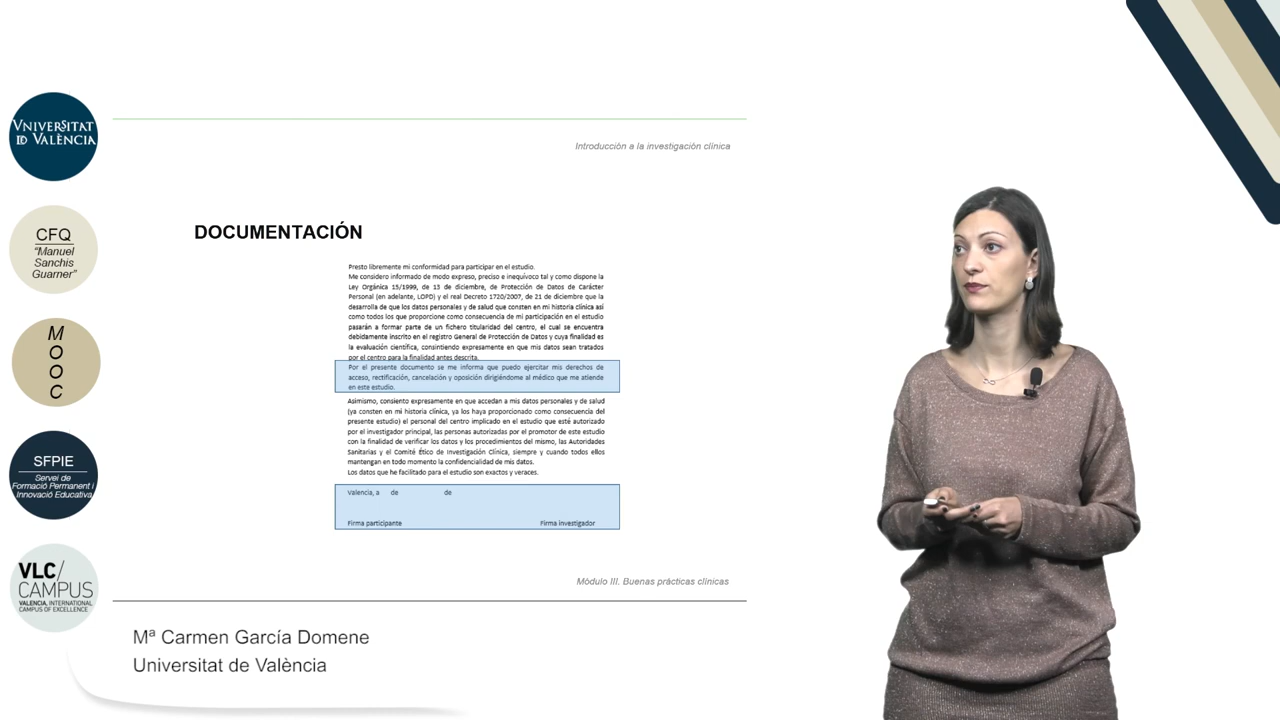 VNIVERSITAT
ID VALÈNCIA
Introducción a la investigación clínica
CFQ
"Manuel
Sanchis
Guarner"
DOCUMENTACIÓN
Presto libremente mi conformidad para participar en el estudio.
Me considero informado de modo expreso, preciso e inequívoco tal y como dispone la
Ley Orgánica 15/1999, de 13 de diciembre, de Protección de Datos de Carácter
Personal (en adelante, LOPD) y el real Decreto 1720/2007, de 21 de diciembre que la
desarrolla de que los datos personales y de salud que consten en mi historia clínica así
como todos los que proporcione como consecuencia de mi participación en el estudio
pasarán a formar parte de un fichero titularidad del centro, el cual se encuentra
debidamente inscrito en el registro General de Protección de Datos y cuya finalidad es
la evaluación científica, consintiendo expresamente en que mis datos sean tratados
por el centro para la finalidad antes descrita.
Por el presente documento se me informa que puedo ejercitar mis derechos de
acceso, rectificación, cancelación y oposición dirigiéndome al médico que me atiende
en este estudio.
Asimismo, consiento expresamente en que accedan a mis datos personales y de salud
(ya consten en mi historia clínica, ya los haya proporcionado como consecuencia del
presente estudio) el personal del centro implicado en el estudio que esté autorizado
por el investigador principal, las personas autorizadas por el promotor de este estudio
con la finalidad de verificar los datos y los procedimientos del mismo, las Autoridades
Sanitarias y el Comité Ético de Investigación Clínica, siempre y cuando todos ellos
mantengan en todo momento la confidencialidad de mis datos.
Los datos que he facilitado para el estudio son exactos y veraces.
Valencia, a de de
Firma participante Firma investigador
M
O
O
C
SFPIE
Servei de
Formació Permanent i
Innovació Educativa
VLC/
CAMPUS
VALENCIA, INTERNATIONAL
CAMPUS OF EXCELLENCE
Módulo III. Buenas prácticas clínicas
Mª Carmen García Domene
Universitat de València